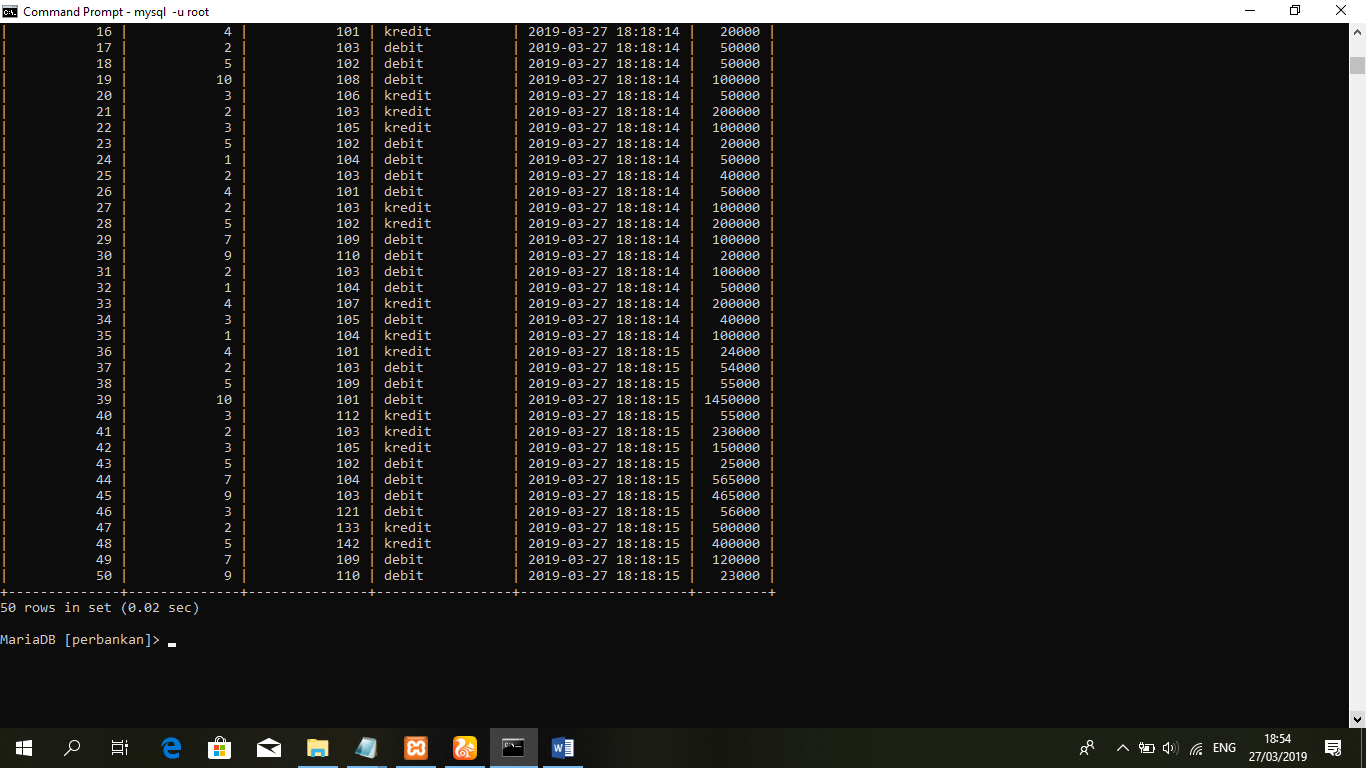 Command Prompt - mysql  -u root
|           16 |            4 |           101 | kredit          | 2019-03-27 18:18:14 |   20000 |
|           17 |            2 |           103 | debit           | 2019-03-27 18:18:14 |   50000 |
|           18 |            5 |           102 | debit           | 2019-03-27 18:18:14 |   50000 |
|           19 |           10 |           108 | debit           | 2019-03-27 18:18:14 |  100000 |
|           20 |            3 |           106 | kredit          | 2019-03-27 18:18:14 |   50000 |
|           21 |            2 |           103 | kredit          | 2019-03-27 18:18:14 |  200000 |
|           22 |            3 |           105 | kredit          | 2019-03-27 18:18:14 |  100000 |
|           23 |            5 |           102 | debit           | 2019-03-27 18:18:14 |   20000 |
|           24 |            1 |           104 | debit           | 2019-03-27 18:18:14 |   50000 |
|           25 |            2 |           103 | debit           | 2019-03-27 18:18:14 |   40000 |
|           26 |            4 |           101 | debit           | 2019-03-27 18:18:14 |   50000 |
|           27 |            2 |           103 | kredit          | 2019-03-27 18:18:14 |  100000 |
|           28 |            5 |           102 | kredit          | 2019-03-27 18:18:14 |  200000 |
|           29 |            7 |           109 | debit           | 2019-03-27 18:18:14 |  100000 |
|           30 |            9 |           110 | debit           | 2019-03-27 18:18:14 |   20000 |
|           31 |            2 |           103 | debit           | 2019-03-27 18:18:14 |  100000 |
|           32 |            1 |           104 | debit           | 2019-03-27 18:18:14 |   50000 |
|           33 |            4 |           107 | kredit          | 2019-03-27 18:18:14 |  200000 |
|           34 |            3 |           105 | debit           | 2019-03-27 18:18:14 |   40000 |
|           35 |            1 |           104 | kredit          | 2019-03-27 18:18:14 |  100000 |
|           36 |            4 |           101 | kredit          | 2019-03-27 18:18:15 |   24000 |
|           37 |            2 |           103 | debit           | 2019-03-27 18:18:15 |   54000 |
|           38 |            5 |           109 | debit           | 2019-03-27 18:18:15 |   55000 |
|           39 |           10 |           101 | debit           | 2019-03-27 18:18:15 | 1450000 |
|           40 |            3 |           112 | kredit          | 2019-03-27 18:18:15 |   55000 |
|           41 |            2 |           103 | kredit          | 2019-03-27 18:18:15 |  230000 |
|           42 |            3 |           105 | kredit          | 2019-03-27 18:18:15 |  150000 |
|           43 |            5 |           102 | debit           | 2019-03-27 18:18:15 |   25000 |
|           44 |            7 |           104 | debit           | 2019-03-27 18:18:15 |  565000 |
|           45 |            9 |           103 | debit           | 2019-03-27 18:18:15 |  465000 |
|           46 |            3 |           121 | debit           | 2019-03-27 18:18:15 |   56000 |
|           47 |            2 |           133 | kredit          | 2019-03-27 18:18:15 |  500000 |
|           48 |            5 |           142 | kredit          | 2019-03-27 18:18:15 |  400000 |
|           49 |            7 |           109 | debit           | 2019-03-27 18:18:15 |  120000 |
|           50 |            9 |           110 | debit           | 2019-03-27 18:18:15 |   23000 |
+--------------+--------------+---------------+-----------------+---------------------+---------+
50 rows in set (0.02 sec)
MariaDB [perbankan]> _
ENG
18:54
27/03/2019